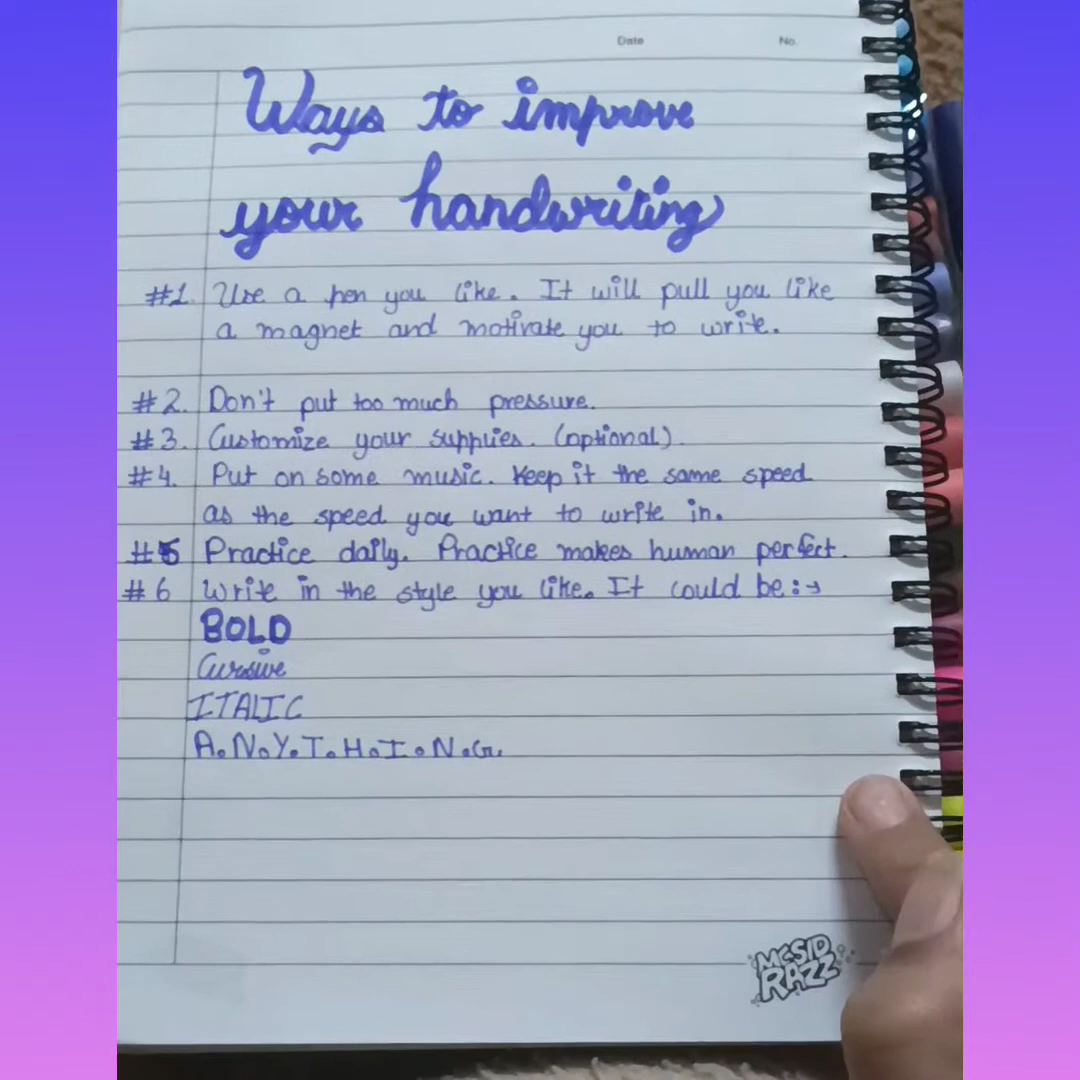 Date No.
Ways to improve
your handwriting
#1. Use a pen you like. It will pull you like
a magnet and motivate you to write.
#2. Don't put too much pressure.
#3. Customize your supplies. (optional)
#4. Put on some music. Keep it the same speed
as the speed you want to write in.
#5 Practice daily. Practice makes human perfect.
#6 Write in the style you like. It could be:→
BOLD
Cursive
ITALIC
A.N.Y.T.H.I.N.G.
MCSID
RAZZ